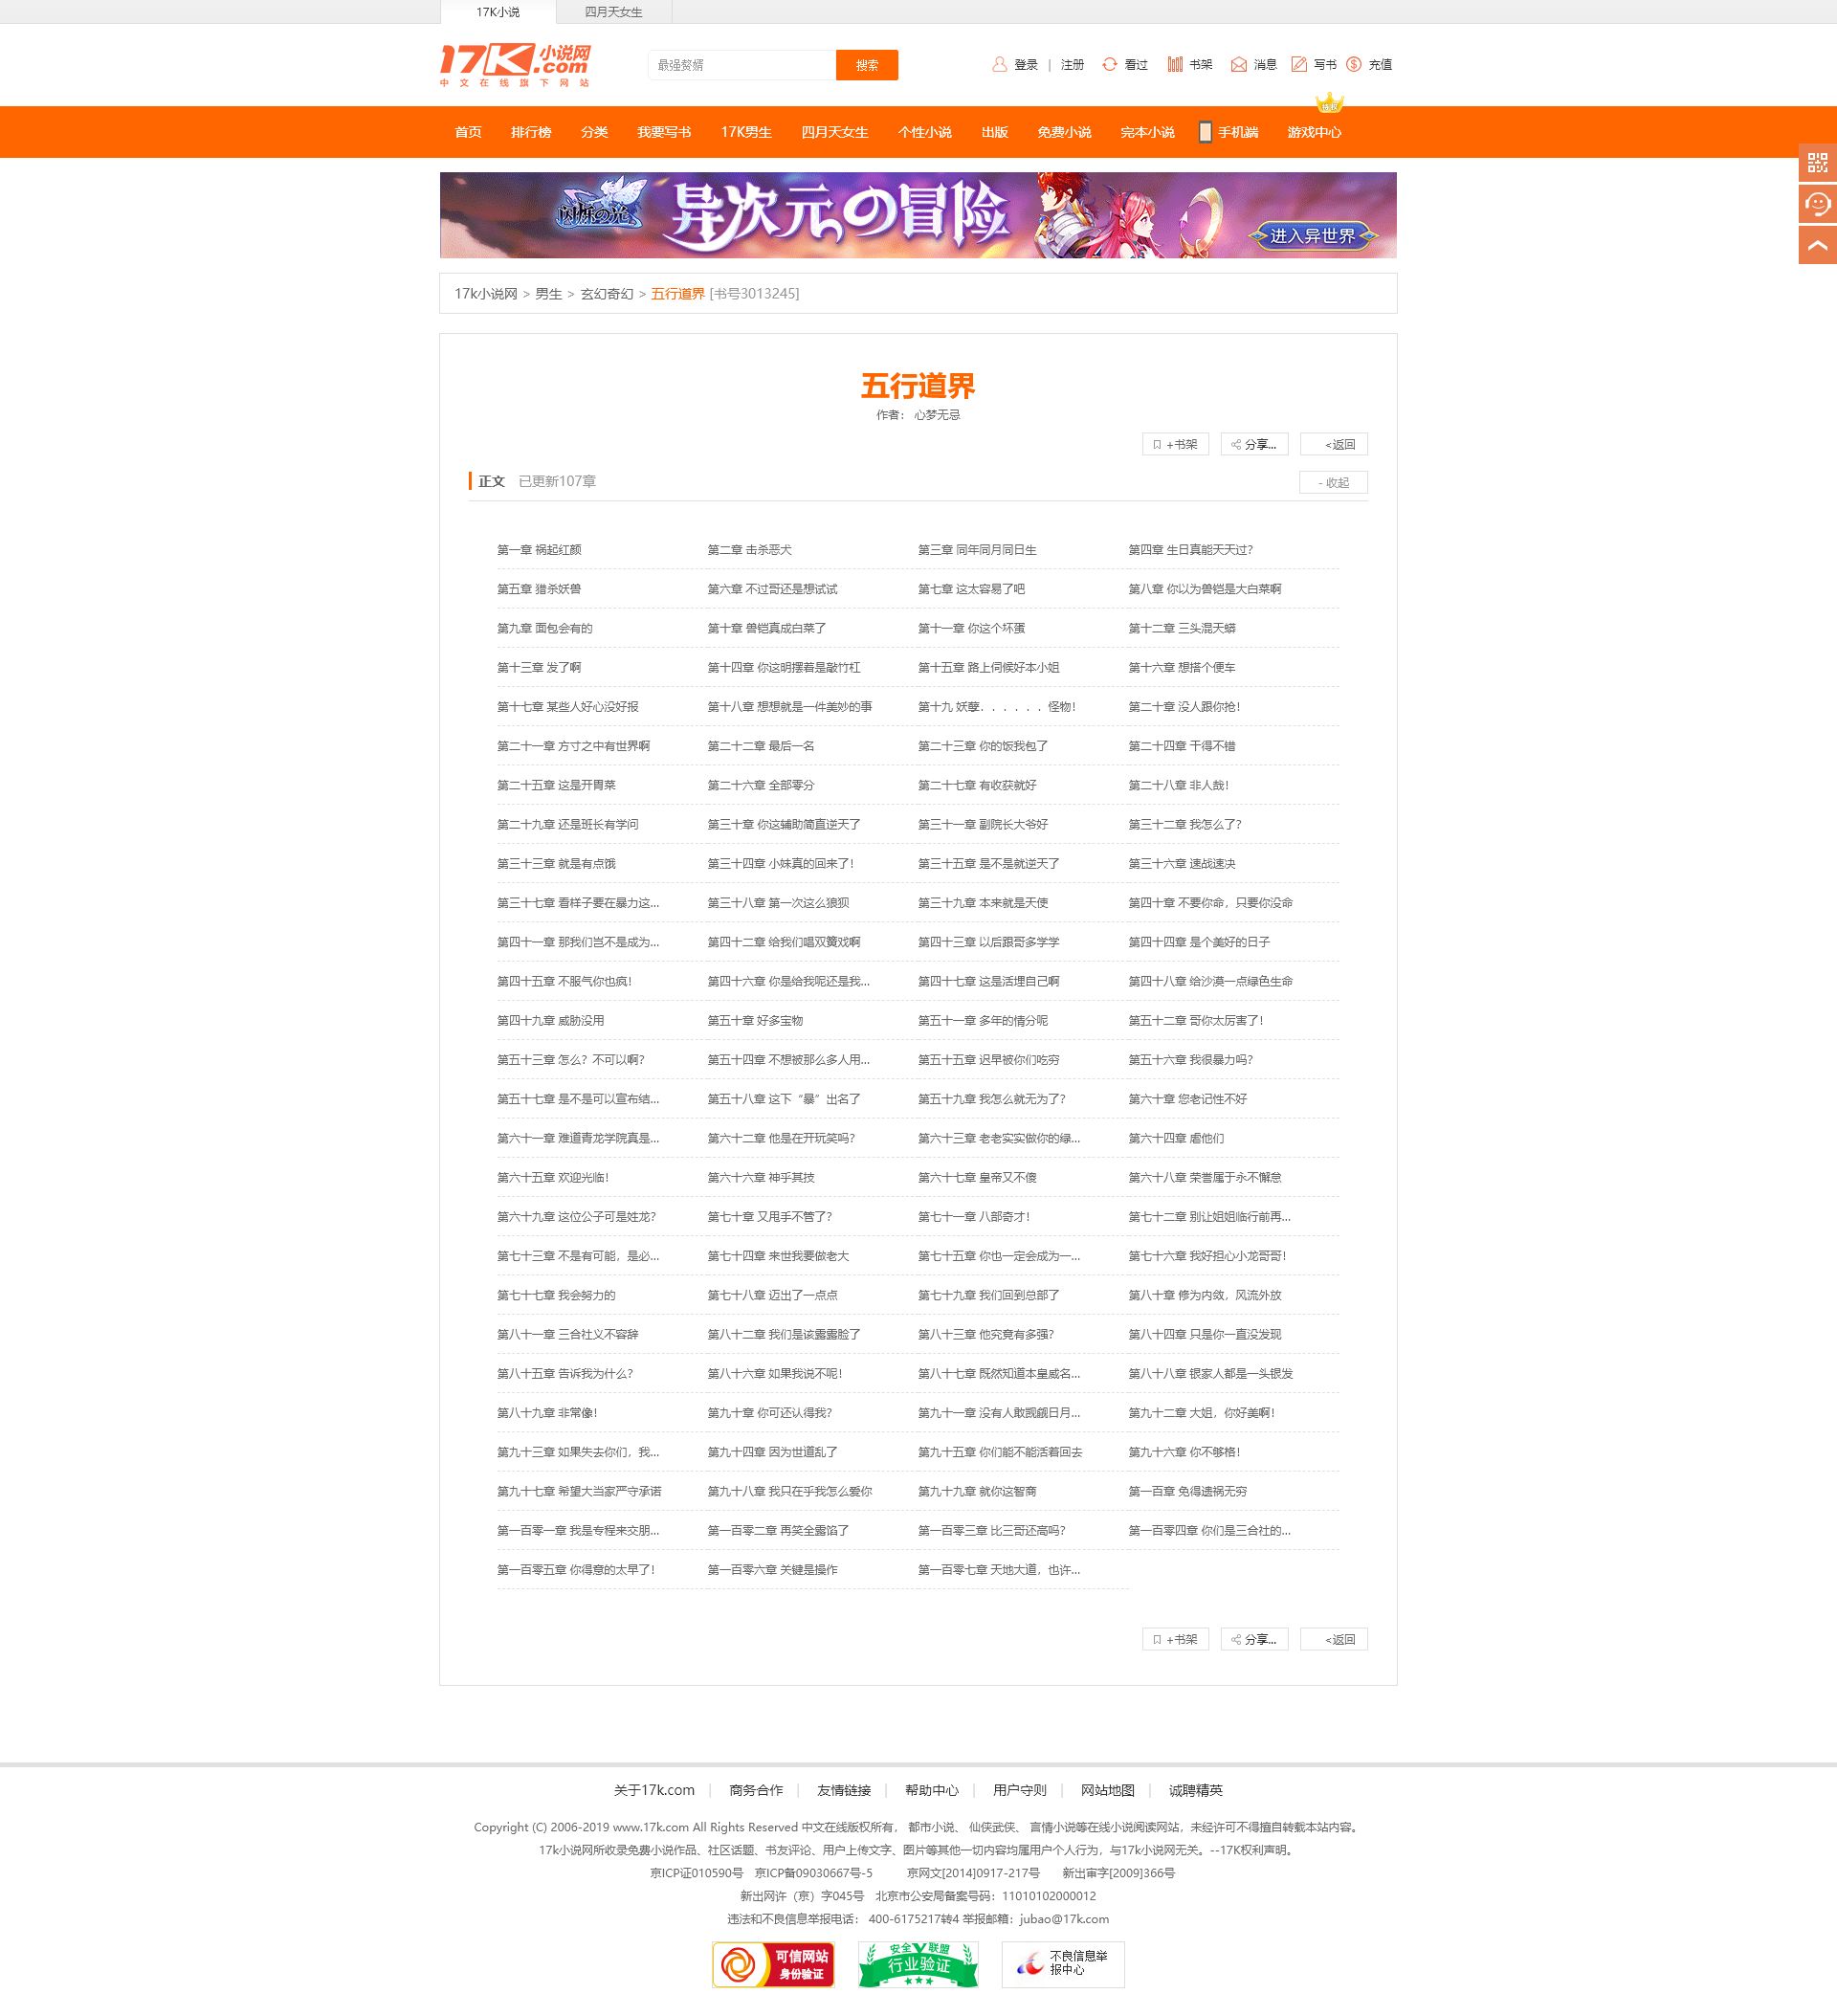 17K小说 四月天女生
17K小说网.com
中文在线旗下网站
最强赘婿 搜索
登录 | 注册 看过 书架 消息 写书 充值
特权
首页 排行榜 分类 我要写书 17K男生 四月天女生 个性小说 出版 免费小说 完本小说 手机端 游戏中心
闪烁の光 异次元の冒险 进入异世界
17k小说网 > 男生 > 玄幻奇幻 > 五行道界 [书号3013245]
五行道界
作者： 心梦无忌
+书架 分享... <返回
正文 已更新107章 - 收起
第一章 祸起红颜 第二章 击杀恶犬 第三章 同年同月同日生 第四章 生日真能天天过？
第五章 猎杀妖兽 第六章 不过哥还是想试试 第七章 这太容易了吧 第八章 你以为兽铠是大白菜啊
第九章 面包会有的 第十章 兽铠真成白菜了 第十一章 你这个坏蛋 第十二章 三头混天蟒
第十三章 发了啊 第十四章 你这明摆着是敲竹杠 第十五章 路上伺候好本小姐 第十六章 想搭个便车
第十七章 某些人好心没好报 第十八章 想想就是一件美妙的事 第十九 妖孽．．．．．．怪物！ 第二十章 没人跟你抢！
第二十一章 方寸之中有世界啊 第二十二章 最后一名 第二十三章 你的饭我包了 第二十四章 干得不错
第二十五章 这是开胃菜 第二十六章 全部零分 第二十七章 有收获就好 第二十八章 非人哉！
第二十九章 还是班长有学问 第三十章 你这辅助简直逆天了 第三十一章 副院长大爷好 第三十二章 我怎么了？
第三十三章 就是有点饿 第三十四章 小妹真的回来了！ 第三十五章 是不是就逆天了 第三十六章 速战速决
第三十七章 看样子要在暴力这... 第三十八章 第一次这么狼狈 第三十九章 本来就是天使 第四十章 不要你命，只要你没命
第四十一章 那我们岂不是成为... 第四十二章 给我们唱双簧戏啊 第四十三章 以后跟哥多学学 第四十四章 是个美好的日子
第四十五章 不服气你也疯！ 第四十六章 你是给我呢还是我... 第四十七章 这是活埋自己啊 第四十八章 给沙漠一点绿色生命
第四十九章 威胁没用 第五十章 好多宝物 第五十一章 多年的情分呢 第五十二章 哥你太厉害了！
第五十三章 怎么？不可以啊？ 第五十四章 不想被那么多人用... 第五十五章 迟早被你们吃穷 第五十六章 我很暴力吗？
第五十七章 是不是可以宣布结... 第五十八章 这下“暴”出名了 第五十九章 我怎么就无为了？ 第六十章 您老记性不好
第六十一章 难道青龙学院真是... 第六十二章 他是在开玩笑吗？ 第六十三章 老老实实做你的绿... 第六十四章 虐他们
第六十五章 欢迎光临！ 第六十六章 神乎其技 第六十七章 皇帝又不傻 第六十八章 荣誉属于永不懈怠
第六十九章 这位公子可是姓龙？ 第七十章 又甩手不管了？ 第七十一章 八部奇才！ 第七十二章 别让姐姐临行前再...
第七十三章 不是有可能，是必... 第七十四章 来世我要做老大 第七十五章 你也一定会成为一... 第七十六章 我好担心小龙哥哥！
第七十七章 我会努力的 第七十八章 迈出了一点点 第七十九章 我们回到总部了 第八十章 修为内敛，风流外放
第八十一章 三合社义不容辞 第八十二章 我们是该露露脸了 第八十三章 他究竟有多强？ 第八十四章 只是你一直没发现
第八十五章 告诉我为什么？ 第八十六章 如果我说不呢！ 第八十七章 既然知道本皇威名... 第八十八章 银家人都是一头银发
第八十九章 非常像！ 第九十章 你可还认得我？ 第九十一章 没有人敢觊觎日月... 第九十二章 大姐，你好美啊！
第九十三章 如果失去你们，我... 第九十四章 因为世道乱了 第九十五章 你们能不能活着回去 第九十六章 你不够格！
第九十七章 希望大当家严守承诺 第九十八章 我只在乎我怎么爱你 第九十九章 就你这智商 第一百章 免得遗祸无穷
第一百零一章 我是专程来交朋... 第一百零二章 再笑全露馅了 第一百零三章 比三哥还高吗？ 第一百零四章 你们是三合社的...
第一百零五章 你得意的太早了！ 第一百零六章 关键是操作 第一百零七章 天地大道，也许...
+书架 分享... <返回
关于17k.com | 商务合作 | 友情链接 | 帮助中心 | 用户守则 | 网站地图 | 诚聘精英
Copyright (C) 2006-2019 www.17k.com All Rights Reserved 中文在线版权所有， 都市小说、 仙侠武侠、 言情小说等在线小说阅读网站，未经许可不得擅自转载本站内容。
17k小说网所收录免费小说作品、社区话题、书友评论、用户上传文字、图片等其他一切内容均属用户个人行为，与17k小说网无关。--17K权利声明。
京ICP证010590号 京ICP备09030667号-5 京网文[2014]0917-217号 新出审字[2009]366号
新出网许（京）字045号 北京市公安局备案号码：11010102000012
违法和不良信息举报电话： 400-6175217转4 举报邮箱：jubao@17k.com
可信网站 身份验证 安全联盟 行业验证 不良信息举报中心